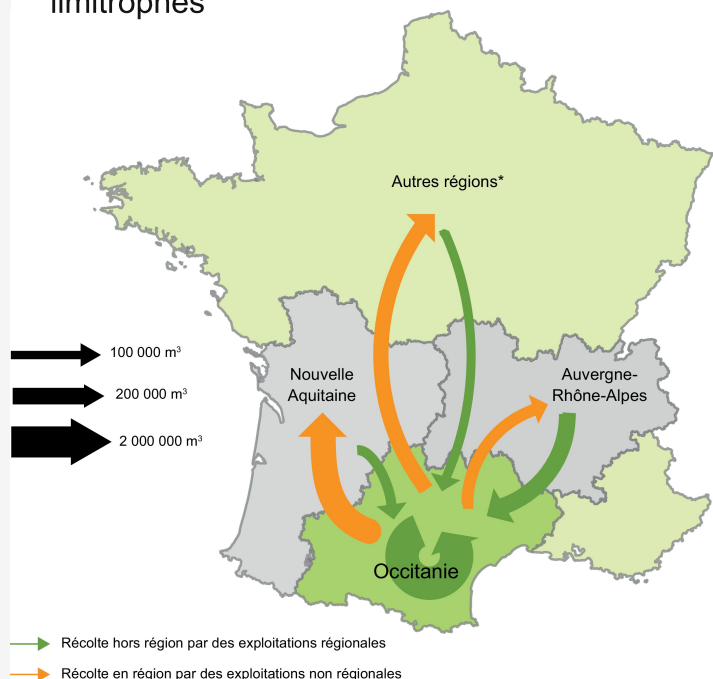 limitrophes
Autres régions*
100 000 m³
200 000 m³
2 000 000 m³
Nouvelle
Aquitaine
Auvergne-
Rhône-Alpes
Occitanie
Récolte hors région par des exploitations régionales
Récolte en région par des exploitations non régionales